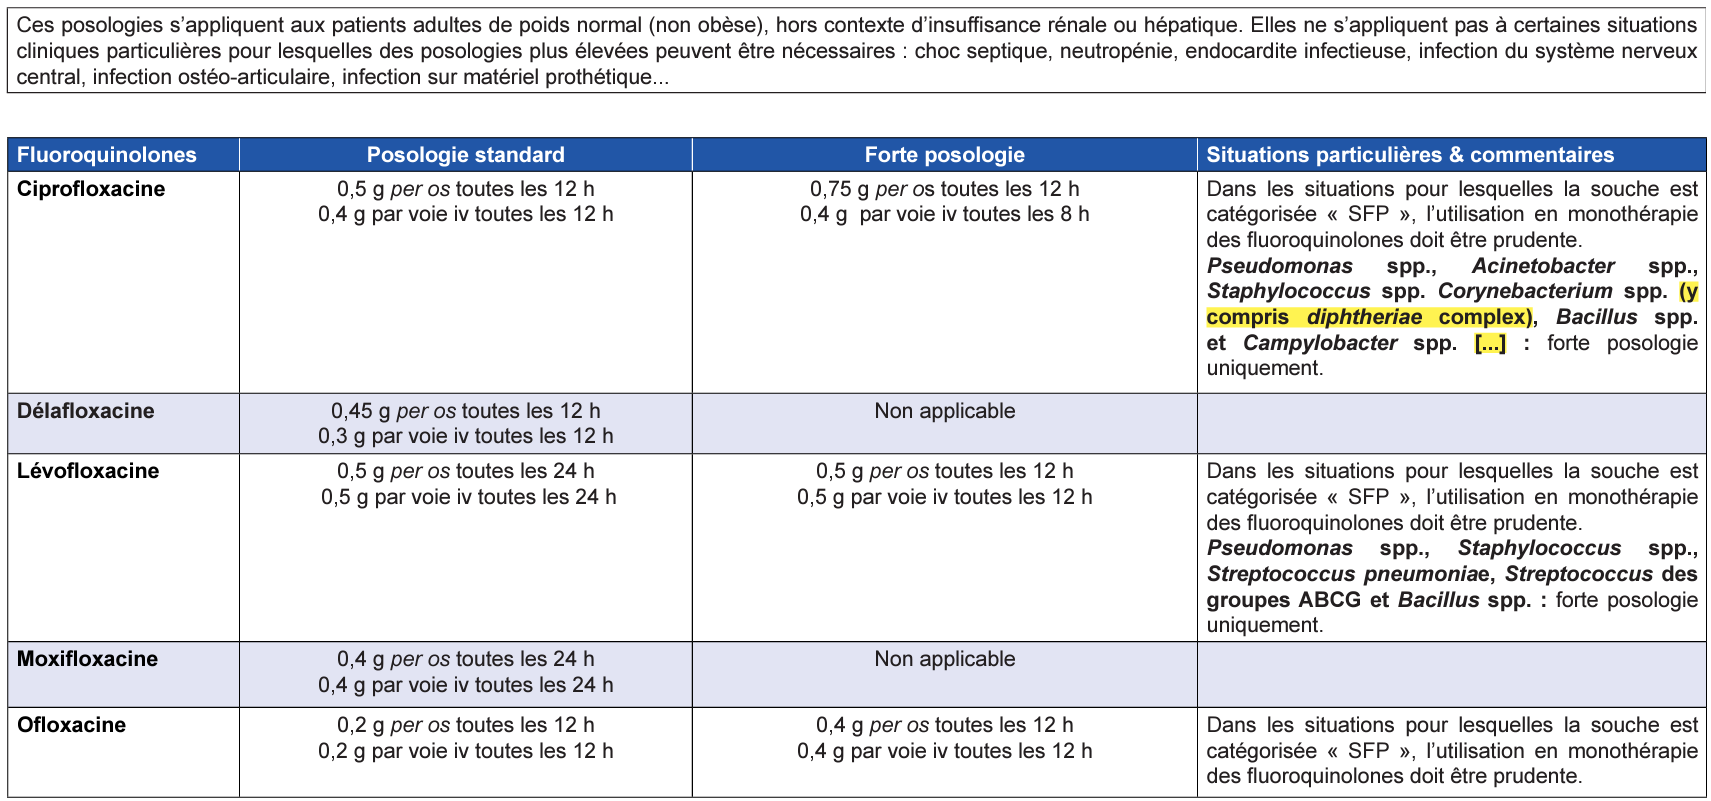 Ces posologies s’appliquent aux patients adultes de poids normal (non obèse), hors contexte d’insuffisance rénale ou hépatique. Elles ne s’appliquent pas à certaines situations
cliniques particulières pour lesquelles des posologies plus élevées peuvent être nécessaires : choc septique, neutropénie, endocardite infectieuse, infection du système nerveux
central, infection ostéo-articulaire, infection sur matériel prothétique...
Fluoroquinolones
Posologie standard
Forte posologie
Situations particulières & commentaires
Ciprofloxacine
0,5 g per os toutes les 12 h
0,4 g par voie iv toutes les 12 h
0,75 g per os toutes les 12 h
0,4 g  par voie iv toutes les 8 h
Dans les situations pour lesquelles la souche est
catégorisée « SFP », l’utilisation en monothérapie
des fluoroquinolones doit être prudente.
Pseudomonas spp., Acinetobacter spp.,
Staphylococcus spp. Corynebacterium spp. (y
compris diphtheriae complex), Bacillus spp.
et Campylobacter spp. [...] : forte posologie
uniquement.
Délafloxacine
0,45 g per os toutes les 12 h
0,3 g par voie iv toutes les 12 h
Non applicable
Lévofloxacine
0,5 g per os toutes les 24 h
0,5 g par voie iv toutes les 24 h
0,5 g per os toutes les 12 h
0,5 g par voie iv toutes les 12 h
Dans les situations pour lesquelles la souche est
catégorisée « SFP », l’utilisation en monothérapie
des fluoroquinolones doit être prudente.
Pseudomonas spp., Staphylococcus spp.,
Streptococcus pneumoniae, Streptococcus des
groupes ABCG et Bacillus spp. : forte posologie
uniquement.
Moxifloxacine
0,4 g per os toutes les 24 h
0,4 g par voie iv toutes les 24 h
Non applicable
Ofloxacine
0,2 g per os toutes les 12 h
0,2 g par voie iv toutes les 12 h
0,4 g per os toutes les 12 h
0,4 g par voie iv toutes les 12 h
Dans les situations pour lesquelles la souche est
catégorisée « SFP », l’utilisation en monothérapie
des fluoroquinolones doit être prudente.